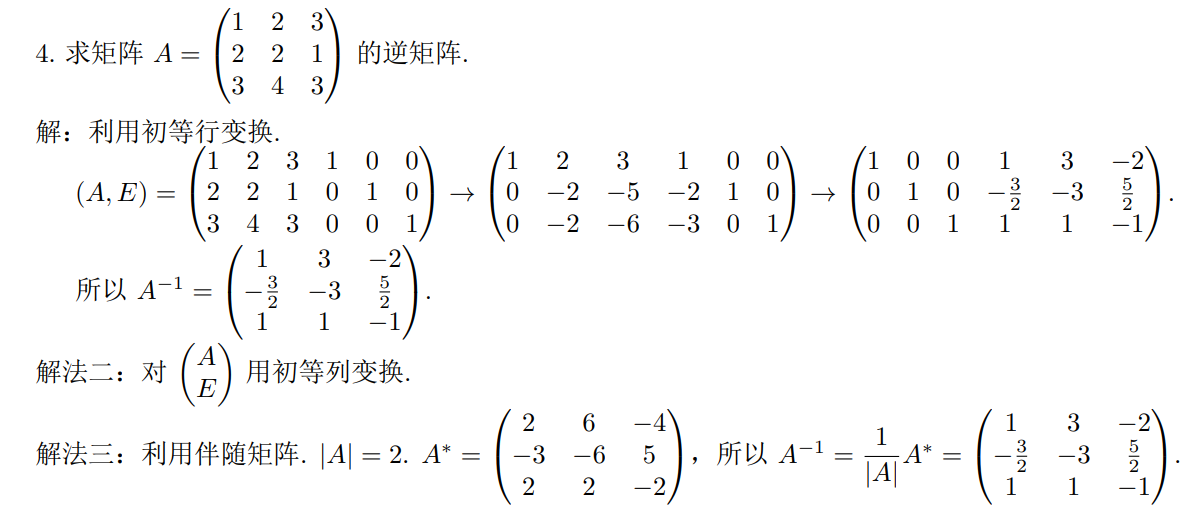 4. 求矩阵 $A = \begin{pmatrix} 1 & 2 & 3 \\ 2 & 2 & 1 \\ 3 & 4 & 3 \end{pmatrix}$ 的逆矩阵.
解：利用初等行变换.
$(A, E) = \begin{pmatrix} 1 & 2 & 3 & 1 & 0 & 0 \\ 2 & 2 & 1 & 0 & 1 & 0 \\ 3 & 4 & 3 & 0 & 0 & 1 \end{pmatrix} \to \begin{pmatrix} 1 & 2 & 3 & 1 & 0 & 0 \\ 0 & -2 & -5 & -2 & 1 & 0 \\ 0 & -2 & -6 & -3 & 0 & 1 \end{pmatrix} \to \begin{pmatrix} 1 & 0 & 0 & 1 & 3 & -2 \\ 0 & 1 & 0 & -\frac{3}{2} & -3 & \frac{5}{2} \\ 0 & 0 & 1 & 1 & 1 & -1 \end{pmatrix}.$
所以 $A^{-1} = \begin{pmatrix} 1 & 3 & -2 \\ -\frac{3}{2} & -3 & \frac{5}{2} \\ 1 & 1 & -1 \end{pmatrix}.$
解法二：对 $\begin{pmatrix} A \\ E \end{pmatrix}$ 用初等列变换.
解法三：利用伴随矩阵. $|A| = 2.$ $A^* = \begin{pmatrix} 2 & 6 & -4 \\ -3 & -6 & 5 \\ 2 & 2 & -2 \end{pmatrix}$，所以 $A^{-1} = \dfrac{1}{|A|} A^* = \begin{pmatrix} 1 & 3 & -2 \\ -\frac{3}{2} & -3 & \frac{5}{2} \\ 1 & 1 & -1 \end{pmatrix}.$